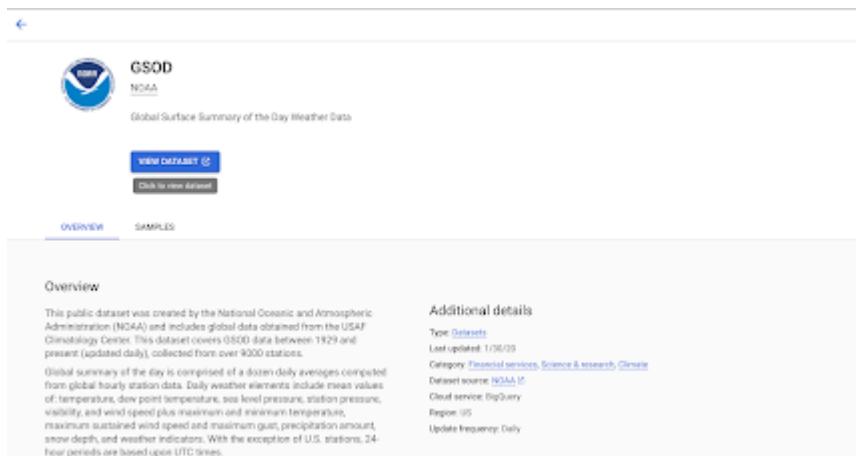 NOAA
GSOD
NOAA
Global Surface Summary of the Day Weather Data
VIEW DATASET
Click to view dataset
OVERVIEW
SAMPLES
Overview
This public dataset was created by the National Oceanic and Atmospheric
Administration (NOAA) and includes global data obtained from the USAF
Climatology Center. This dataset covers GSOD data between 1929 and
present (updated daily), collected from over 9000 stations.
Global summary of the day is comprised of a dozen daily averages computed
from global hourly station data. Daily weather elements include mean values
of: temperature, dew point temperature, sea level pressure, station pressure,
visibility, and wind speed plus maximum and minimum temperature,
maximum sustained wind speed and maximum gust, precipitation amount,
snow depth, and weather indicators. With the exception of U.S. stations, 24-
hour periods are based upon UTC times.
Additional details
Type: Datasets
Last updated: 1/30/20
Category: Financial services, Science & research, Climate
Dataset source: NOAA
Cloud service: BigQuery
Region: US
Update frequency: Daily